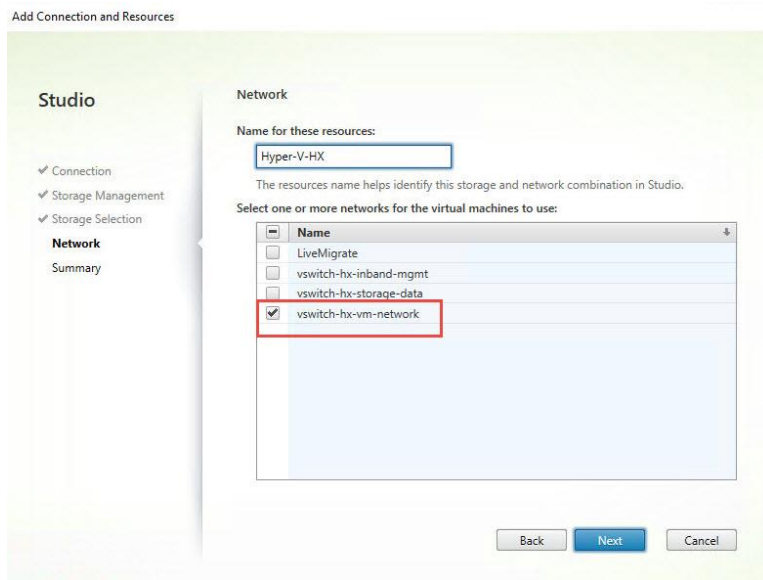 Add Connection and Resources
Studio
Connection
Storage Management
Storage Selection
Network
Summary
Network
Name for these resources:
Hyper-V-HX
The resources name helps identify this storage and network combination in Studio.
Select one or more networks for the virtual machines to use:
Name
LiveMigrate
vswitch-hx-inband-mgmt
vswitch-hx-storage-data
vswitch-hx-vm-network
Back Next Cancel